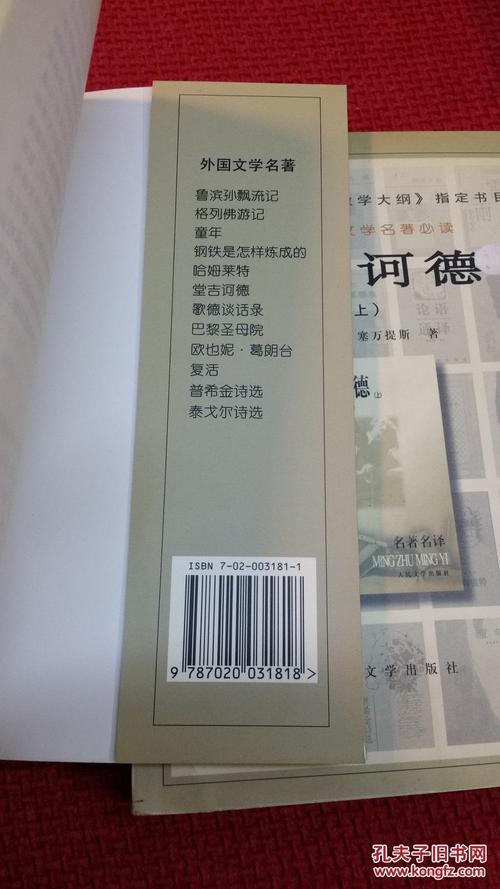 外国文学名著
鲁滨孙飘流记
格列佛游记
童年
钢铁是怎样炼成的
哈姆莱特
堂吉诃德
歌德谈话录
巴黎圣母院
欧也妮·葛朗台
复活
普希金诗选
泰戈尔诗选
ISBN 7-02-003181-1
9 787020 031818 >
学大纲》指定书目
文学名著必读
诃德
上）
塞万提斯 著
德
(上)
名著名译
MING ZHU MING YI
人民文学出版社
文学出版社
孔夫子旧书网
www.kongfz.com